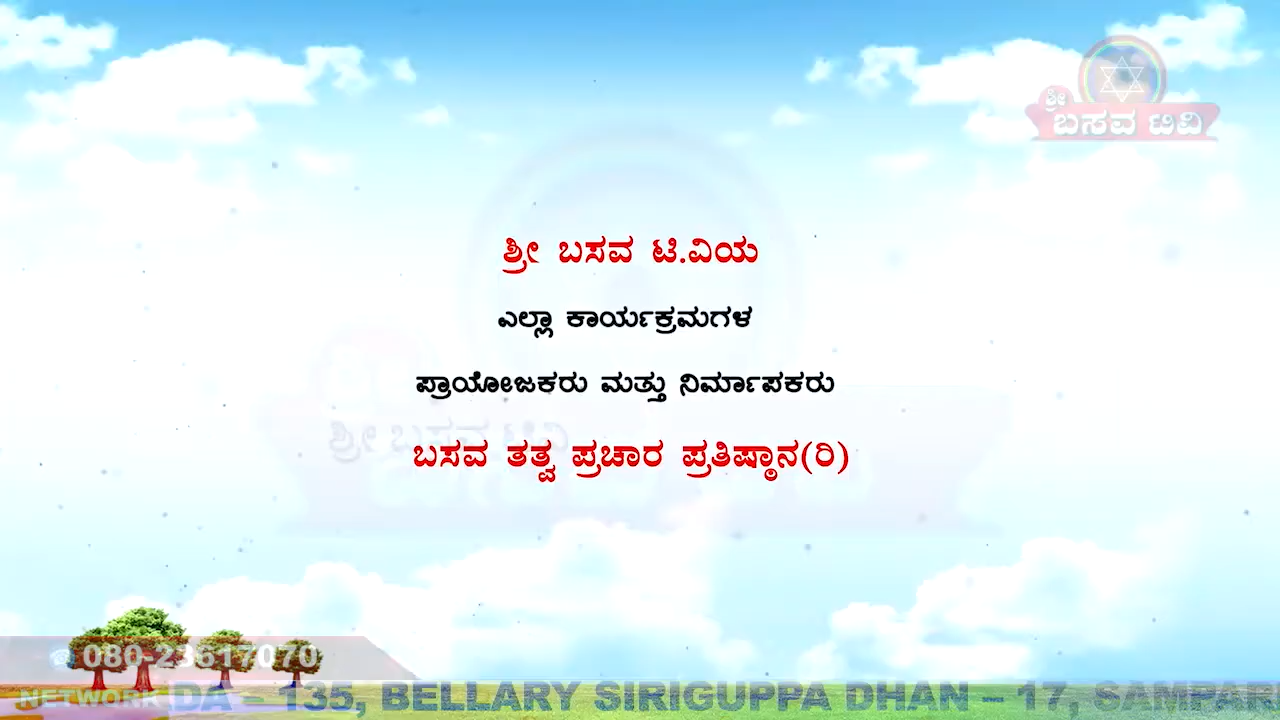 ಶ್ರೀ
ಬಸವ ಟಿವಿ
ಶ್ರೀ ಬಸವ ಟಿ.ವಿಯ
ಎಲ್ಲಾ ಕಾರ್ಯಕ್ರಮಗಳ
ಪ್ರಾಯೋಜಕರು ಮತ್ತು ನಿರ್ಮಾಪಕರು
ಶ್ರೀ ಬಸವ ಟಿವಿ
ಬಸವ ತತ್ವ ಪ್ರಚಾರ ಪ್ರತಿಷ್ಠಾನ(ರಿ)
080-23617070
NETWORK DA – 135, BELLARY SIRIGUPPA DHAN – 17, SAMPAR